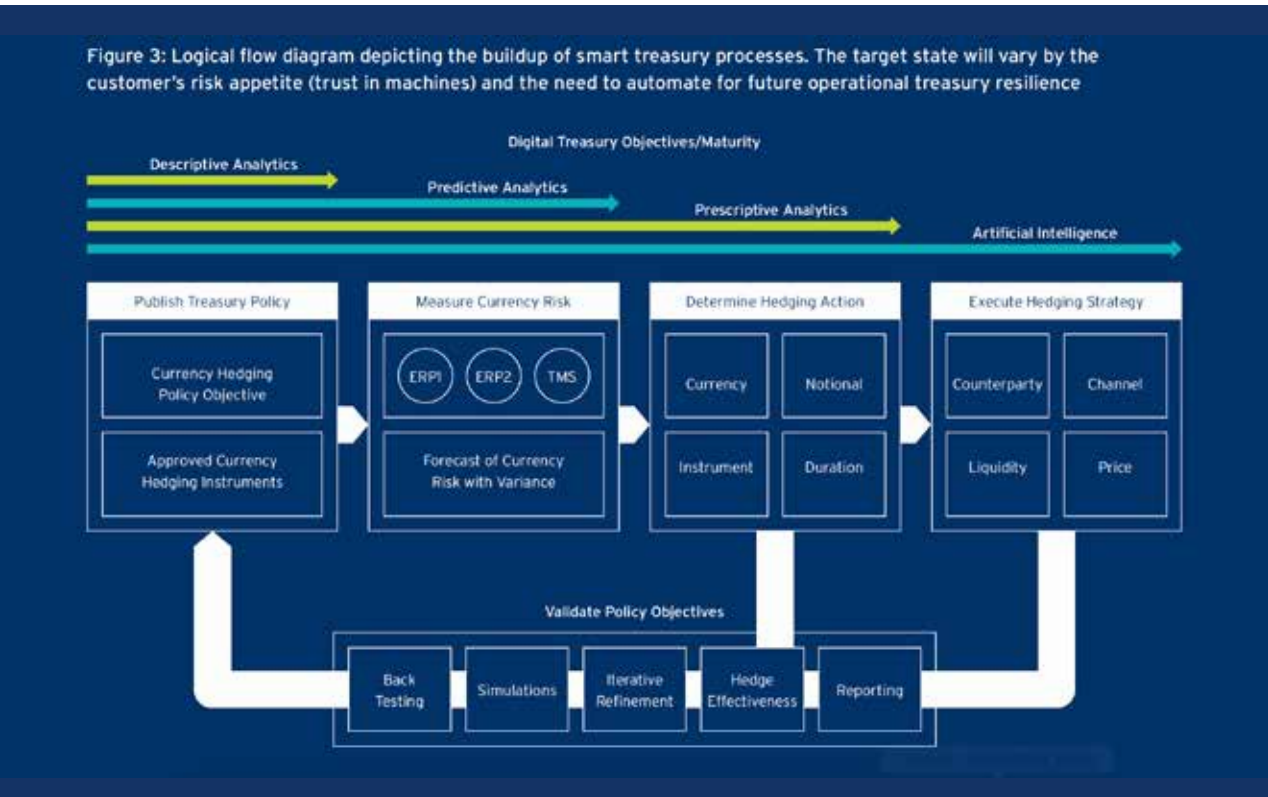 Figure 3: Logical flow diagram depicting the buildup of smart treasury processes. The target state will vary by the
customer's risk appetite (trust in machines) and the need to automate for future operational treasury resilience
Digital Treasury Objectives/Maturity
Descriptive Analytics
Predictive Analytics
Prescriptive Analytics
Artificial Intelligence
Publish Treasury Policy
Currency Hedging
Policy Objective
Approved Currency
Hedging Instruments
Measure Currency Risk
ERP1
ERP2
TMS
Forecast of Currency
Risk with Variance
Determine Hedging Action
Currency
Notional
Instrument
Duration
Execute Hedging Strategy
Counterparty
Channel
Liquidity
Price
Validate Policy Objectives
Back
Testing
Simulations
Iterative
Refinement
Hedge
Effectiveness
Reporting